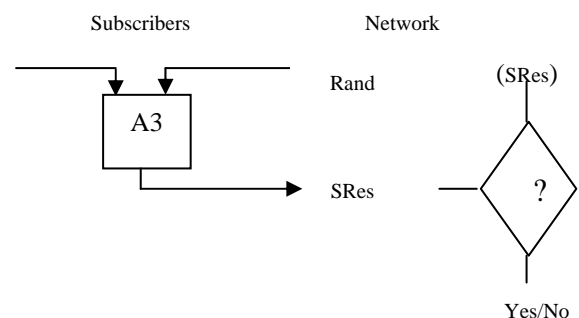 Subscribers Network
Rand (SRes)
A3
SRes ?
Yes/No